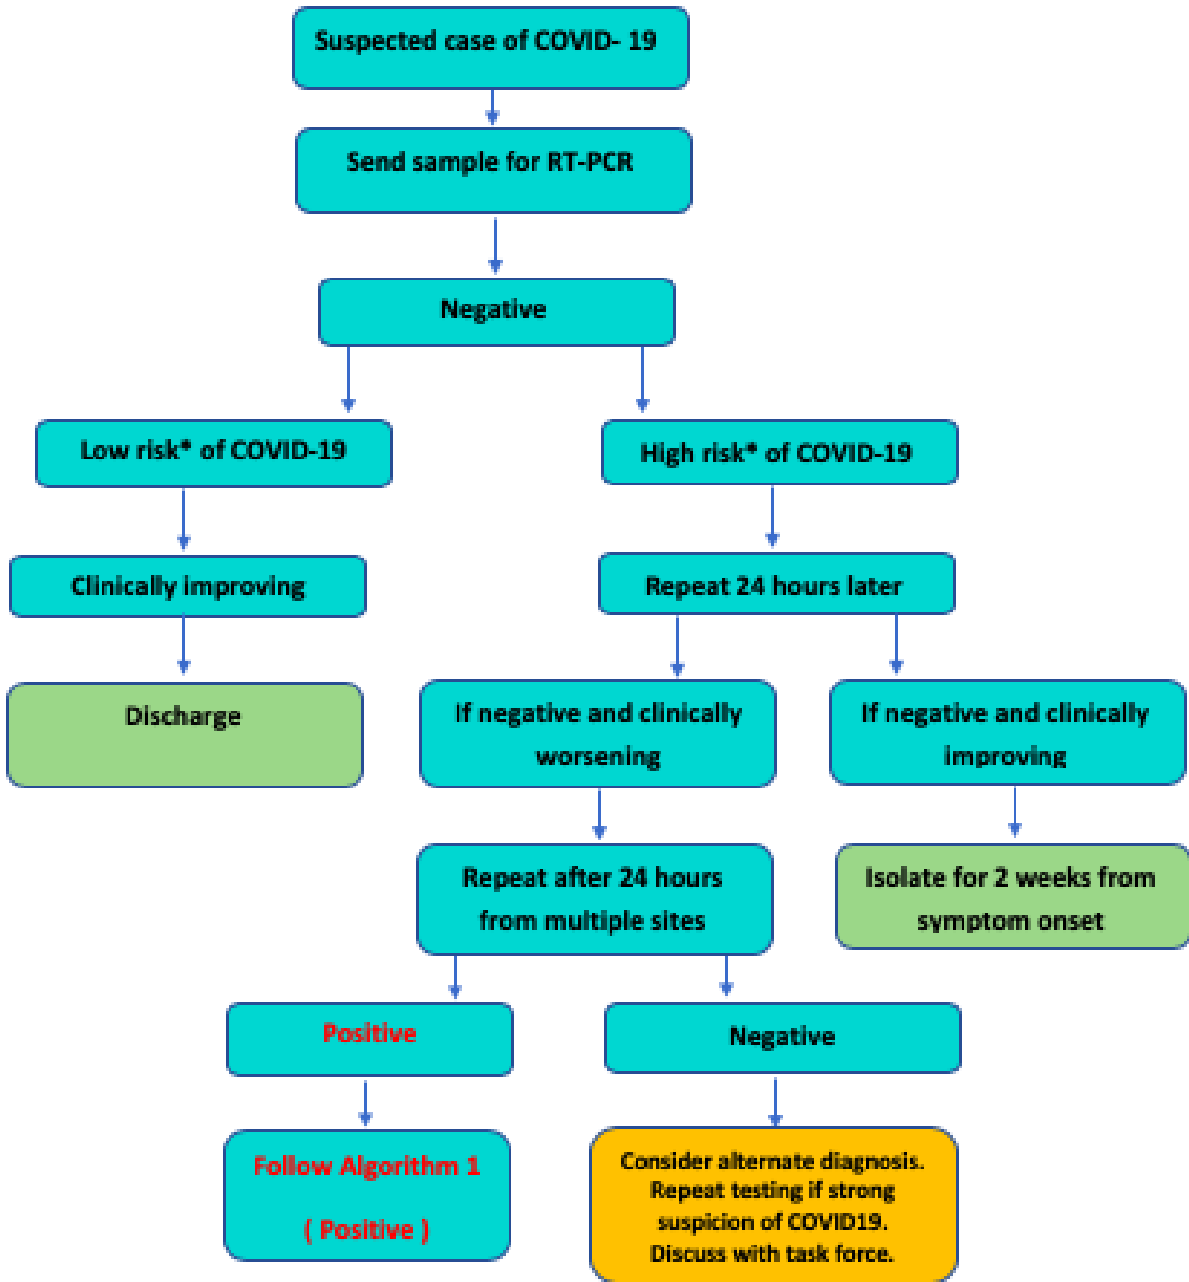 Suspected case of COVID- 19
Send sample for RT-PCR
Negative
Low risk* of COVID-19
High risk* of COVID-19
Clinically improving
Repeat 24 hours later
Discharge
If negative and clinically
worsening
If negative and clinically
improving
Repeat after 24 hours
from multiple sites
Isolate for 2 weeks from
symptom onset
Positive
Negative
Follow Algorithm 1
( Positive )
Consider alternate diagnosis.
Repeat testing if strong
suspicion of COVID19.
Discuss with task force.